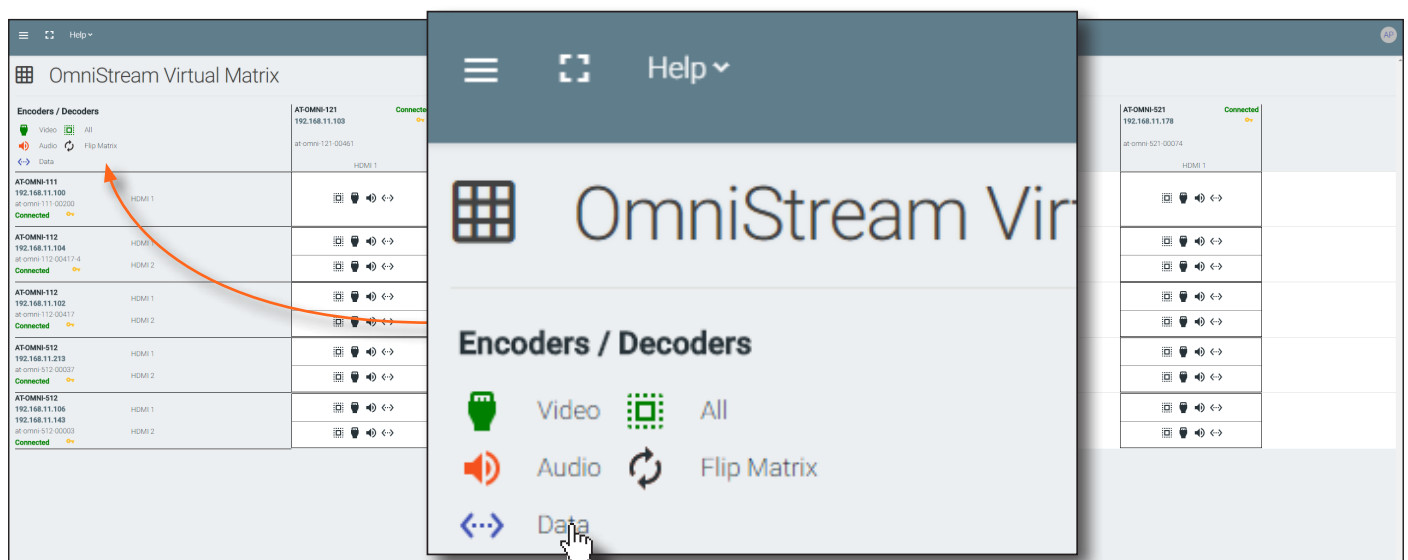 Help
AP
OmniStream Virtual Matrix
Encoders / Decoders
Video All
Audio Flip Matrix
Data
AT-OMNI-121
192.168.11.103
at-omni-121-00461
HDMI 1
AT-OMNI-521 Connected
192.168.11.178
at-omni-521-00074
HDMI 1
AT-OMNI-111
192.168.11.100
at-omni-111-00200
Connected
HDMI 1
AT-OMNI-112
192.168.11.104
at-omni-112-00417-4
Connected
HDMI
HDMI 2
AT-OMNI-112
192.168.11.102
at-omni-112-00417
Connected
HDMI 1
HDMI 2
AT-OMNI-512
192.168.11.213
at-omni-512-00037
Connected
HDMI 1
HDMI 2
AT-OMNI-512
192.168.11.106
192.168.11.143
at-omni-512-00003
Connected
HDMI 1
HDMI 2
Help
OmniStream
Encoders / Decoders
Video All
Audio Flip Matrix
Data